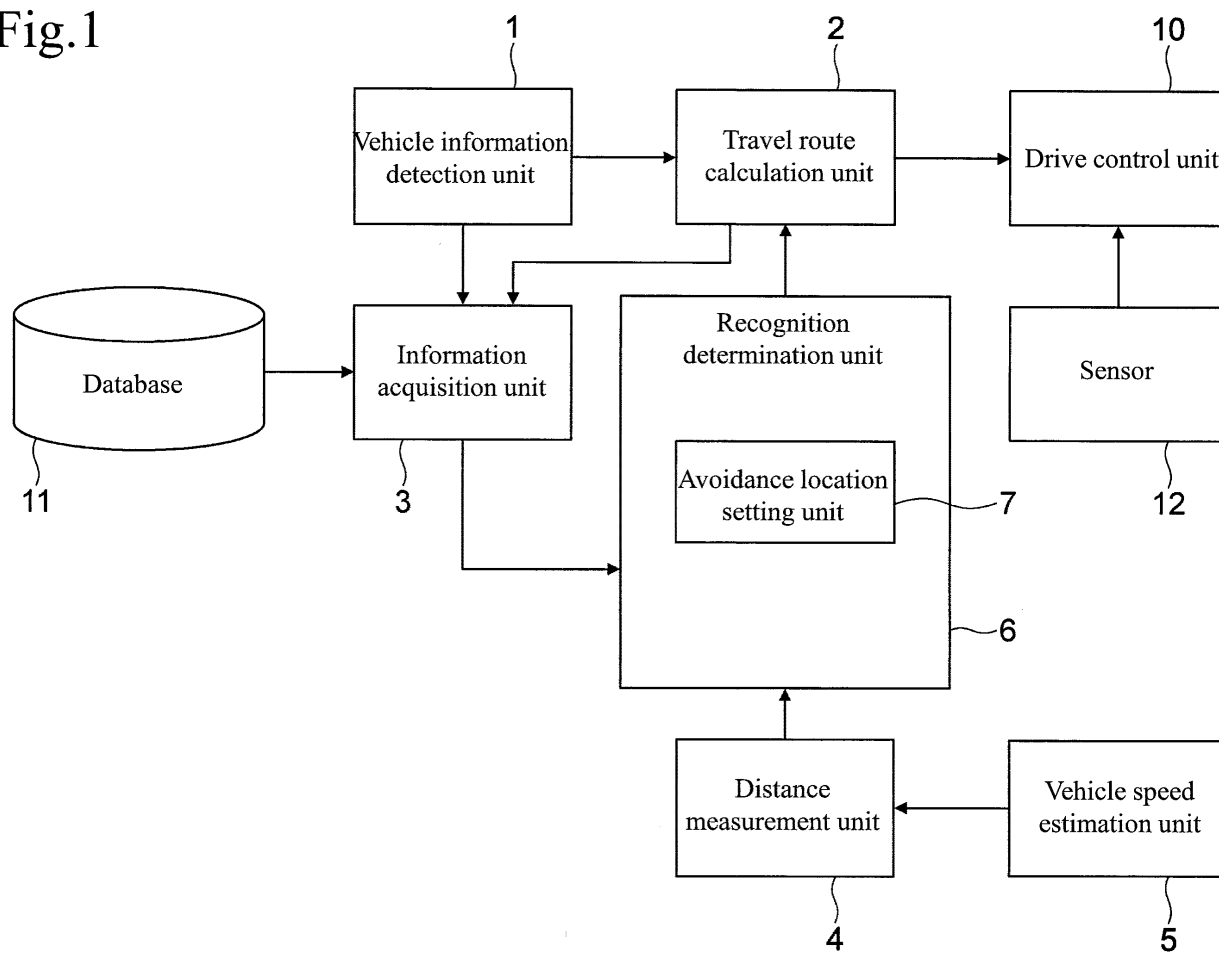 Fig.1
1
2
10
Vehicle information
detection unit
Travel route
calculation unit
Drive control unit
Database
Information
acquisition unit
Recognition
determination unit
Sensor
Avoidance location
setting unit
11
3
7
12
6
Distance
measurement unit
Vehicle speed
estimation unit
4
5